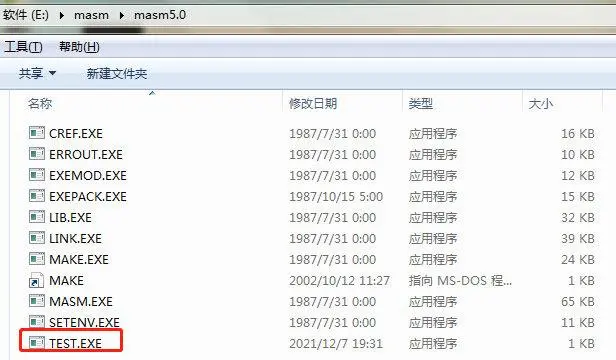 软件 (E:) ▸ masm ▸ masm5.0
工具(T) 帮助(H)
共享 ▼ 新建文件夹
名称 修改日期 类型 大小
CREF.EXE 1987/7/31 0:00 应用程序 16 KB
ERROUT.EXE 1987/7/31 0:00 应用程序 10 KB
EXEMOD.EXE 1987/7/31 0:00 应用程序 12 KB
EXEPACK.EXE 1987/10/15 5:00 应用程序 15 KB
LIB.EXE 1987/7/31 0:00 应用程序 32 KB
LINK.EXE 1987/7/31 0:00 应用程序 39 KB
MAKE.EXE 1987/7/31 0:00 应用程序 24 KB
MAKE 2002/10/12 11:27 指向 MS-DOS 程... 1 KB
MASM.EXE 1987/7/31 0:00 应用程序 65 KB
SETENV.EXE 1987/7/31 0:00 应用程序 11 KB
TEST.EXE 2021/12/7 19:31 应用程序 1 KB